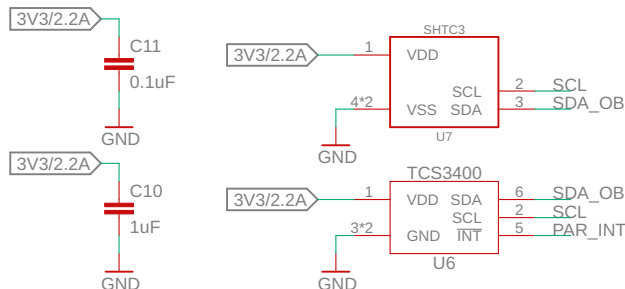 3V3/2.2A
C11
0.1uF
GND
3V3/2.2A
C10
1uF
GND
SHTC3
3V3/2.2A
1
VDD
SCL
2
SCL
4*2
VSS
SDA
3
SDA_OB
U7
GND
TCS3400
3V3/2.2A
1
VDD
SDA
6
SDA_OB
SCL
2
SCL
3*2
GND
INT
5
PAR_INT
U6
GND